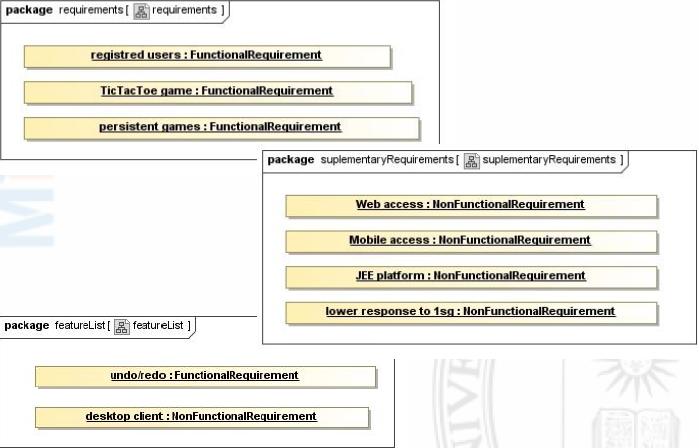 package requirements [ requirements ]
registred users : FunctionalRequirement
TicTacToe game : FunctionalRequirement
persistent games : FunctionalRequirement
package suplementaryRequirements [ suplementaryRequirements ]
Web access : NonFunctionalRequirement
Mobile access : NonFunctionalRequirement
JEE platform : NonFunctionalRequirement
lower response to 1sg : NonFunctionalRequirement
package featureList [ featureList ]
undo/redo : FunctionalRequirement
desktop client : NonFunctionalRequirement